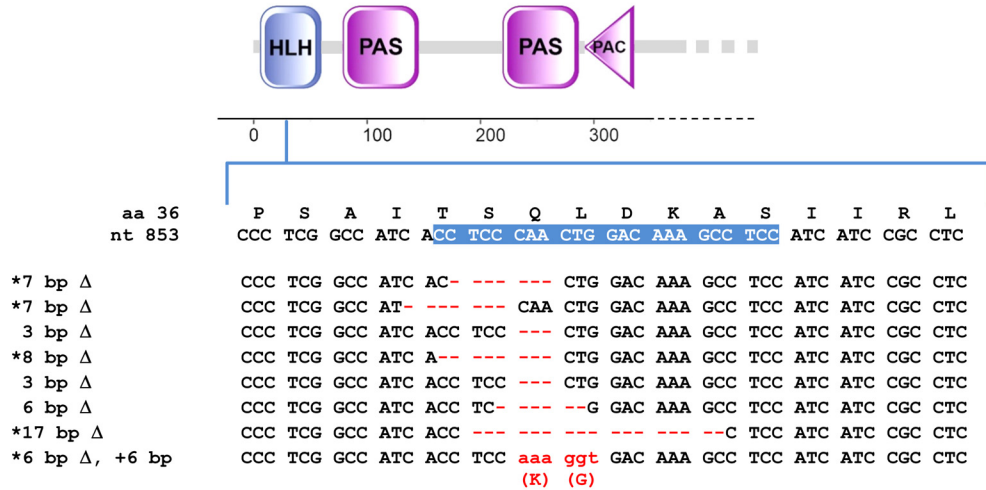 HLH PAS PAS PAC
0 100 200 300
aa 36 P S A I T S Q L D K A S I I R L
nt 853 CCC TCG GCC ATC ACC TCC CAA CTG GAC AAA GCC TCC ATC ATC CGC CTC
*7 bp Δ CCC TCG GCC ATC AC- --- --- CTG GAC AAA GCC TCC ATC ATC CGC CTC
*7 bp Δ CCC TCG GCC AT- --- --- CAA CTG GAC AAA GCC TCC ATC ATC CGC CTC
3 bp Δ CCC TCG GCC ATC ACC TCC --- CTG GAC AAA GCC TCC ATC ATC CGC CTC
*8 bp Δ CCC TCG GCC ATC A-- --- --- CTG GAC AAA GCC TCC ATC ATC CGC CTC
3 bp Δ CCC TCG GCC ATC ACC TCC --- CTG GAC AAA GCC TCC ATC ATC CGC CTC
6 bp Δ CCC TCG GCC ATC ACC TC- --- --G GAC AAA GCC TCC ATC ATC CGC CTC
*17 bp Δ CCC TCG GCC ATC ACC --- --- --- --- --- --C TCC ATC ATC CGC CTC
*6 bp Δ, +6 bp CCC TCG GCC ATC ACC TCC aaa ggt GAC AAA GCC TCC ATC ATC CGC CTC
(K) (G)